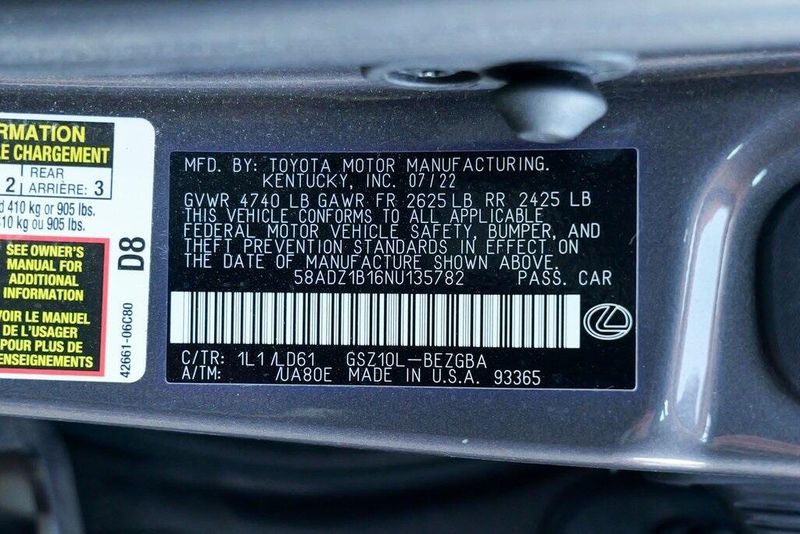 RMATION
E CHARGEMENT
2 REAR ARRIÈRE: 3
d 410 kg or 905 lbs.
410 kg ou 905 lbs.
SEE OWNER'S
MANUAL FOR
ADDITIONAL
INFORMATION
VOIR LE MANUEL
DE L'USAGER
POUR PLUS DE
RENSEIGNEMENTS
D8
42661-06C80
MFD. BY: TOYOTA MOTOR MANUFACTURING.
KENTUCKY, INC. 07/22
GVWR 4740 LB GAWR FR 2625 LB RR 2425 LB
THIS VEHICLE CONFORMS TO ALL APPLICABLE
FEDERAL MOTOR VEHICLE SAFETY, BUMPER, AND
THEFT PREVENTION STANDARDS IN EFFECT ON
THE DATE OF MANUFACTURE SHOWN ABOVE.
58ADZ1B16NU135782 PASS. CAR
C/TR: 1L1/LD61 GSZ10L-BEZGBA
A/TM: /UA80E MADE IN U.S.A. 93365